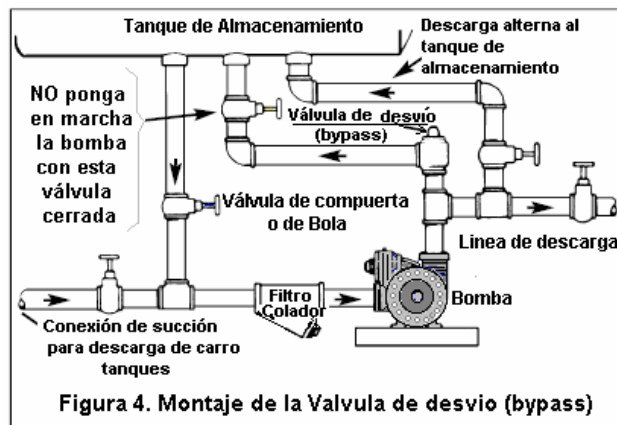 Tanque de Almacenamiento
Descarga alterna al
tanque de
almacenamiento
NO ponga
en marcha
la bomba
con esta
válvula
cerrada
Válvula de desvío
(bypass)
Válvula de compuerta
o de Bola
Linea de descarga
Filtro
Colador
Bomba
Conexión de succión
para descarga de carro
tanques
Figura 4. Montaje de la Valvula de desvio (bypass)